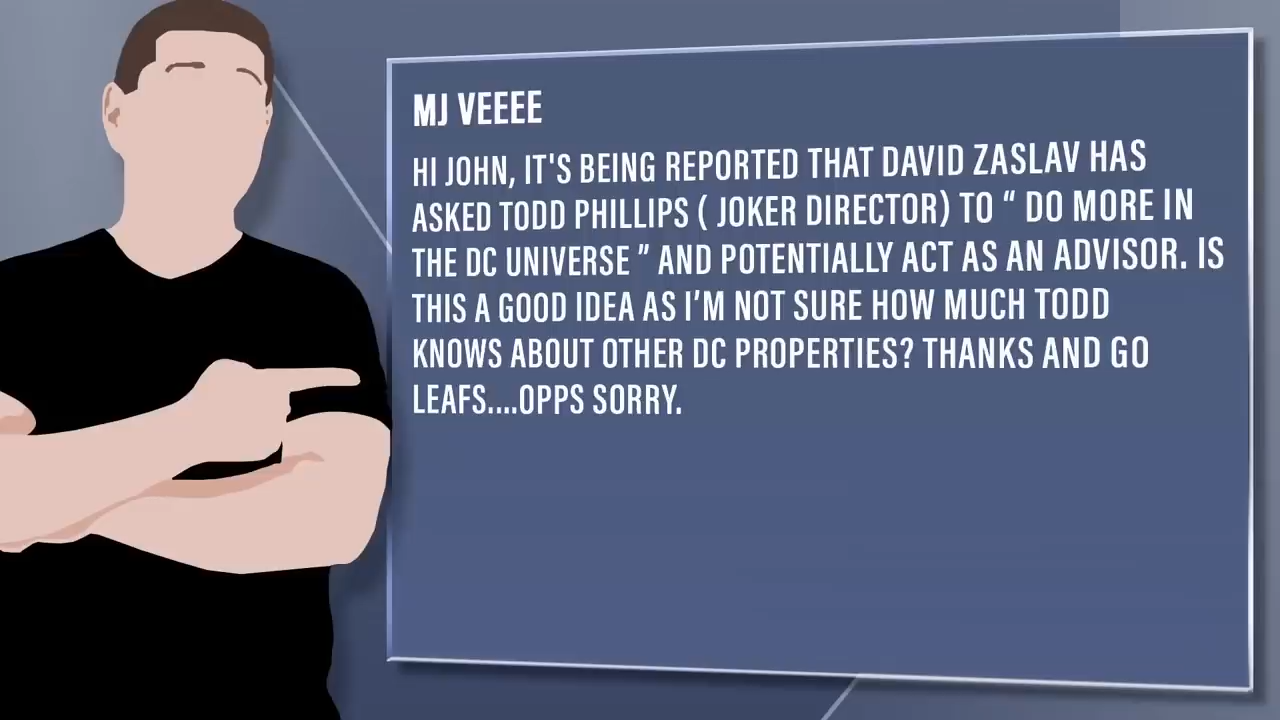 MJ VEEEE
HI JOHN, IT'S BEING REPORTED THAT DAVID ZASLAV HAS
ASKED TODD PHILLIPS ( JOKER DIRECTOR) TO “ DO MORE IN
THE DC UNIVERSE ” AND POTENTIALLY ACT AS AN ADVISOR. IS
THIS A GOOD IDEA AS I’M NOT SURE HOW MUCH TODD
KNOWS ABOUT OTHER DC PROPERTIES? THANKS AND GO
LEAFS....OPPS SORRY.